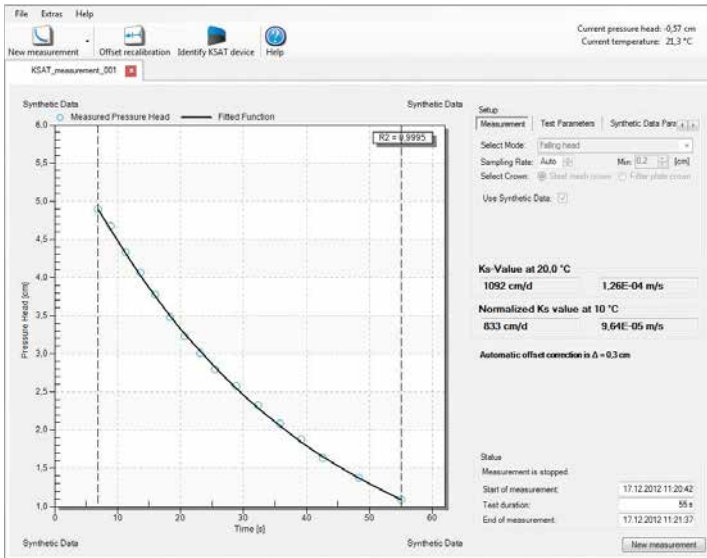 File Extras Help
New measurement Offset recalibration Identify KSAT device Help
Current pressure head: -0,57 cm
Current temperature: 21,3 °C
KSAT_measurement_001
Synthetic Data Synthetic Data
Measured Pressure Head Fitted Function
R2 = 0,9995
6,0
5,5
5,0
4,5
4,0
3,5
3,0
2,5
2,0
1,5
1,0
Pressure Head [cm]
0 10 20 30 40 50 60
Time [s]
Synthetic Data Synthetic Data
Setup
Measurement Test Parameters Synthetic Data Para
Select Mode: Falling head
Sampling Rate: Auto Min: 0.2 [cm]
Select Crown: Steel mesh crown Filter plate crown
Use Synthetic Data:
Ks-Value at 20,0 °C
1092 cm/d 1,26E-04 m/s
Normalized Ks value at 10 °C
833 cm/d 9,64E-05 m/s
Automatic offset correction is Δ = 0,3 cm
Status
Measurement is stopped.
Start of measurement: 17.12.2012 11:20:42
Test duration: 55 s
End of measurement: 17.12.2012 11:21:37
New measurement